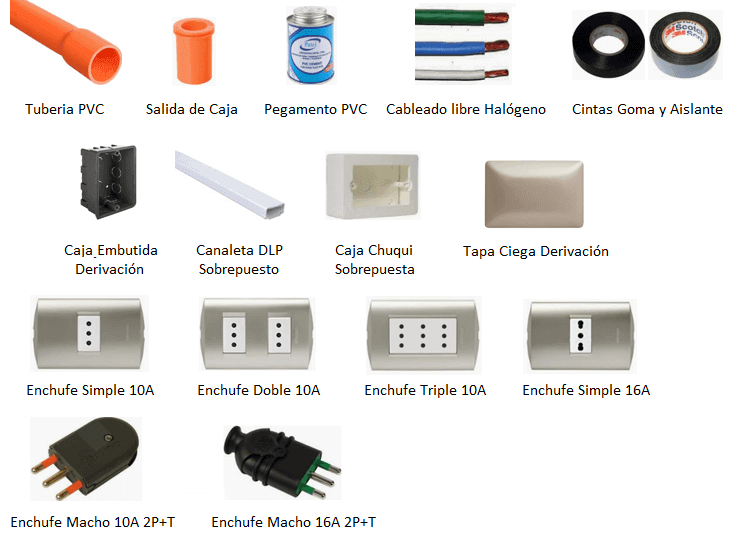 Tuberia PVC
Salida de Caja
Pegamento PVC
Cableado libre Halógeno
Cintas Goma y Aislante
Scotch
3M
Caja Embutida
Derivación
Canaleta DLP
Sobrepuesto
Caja Chuqui
Sobrepuesta
Tapa Ciega Derivación
Enchufe Simple 10A
Enchufe Doble 10A
Enchufe Triple 10A
Enchufe Simple 16A
Enchufe Macho 10A 2P+T
Enchufe Macho 16A 2P+T